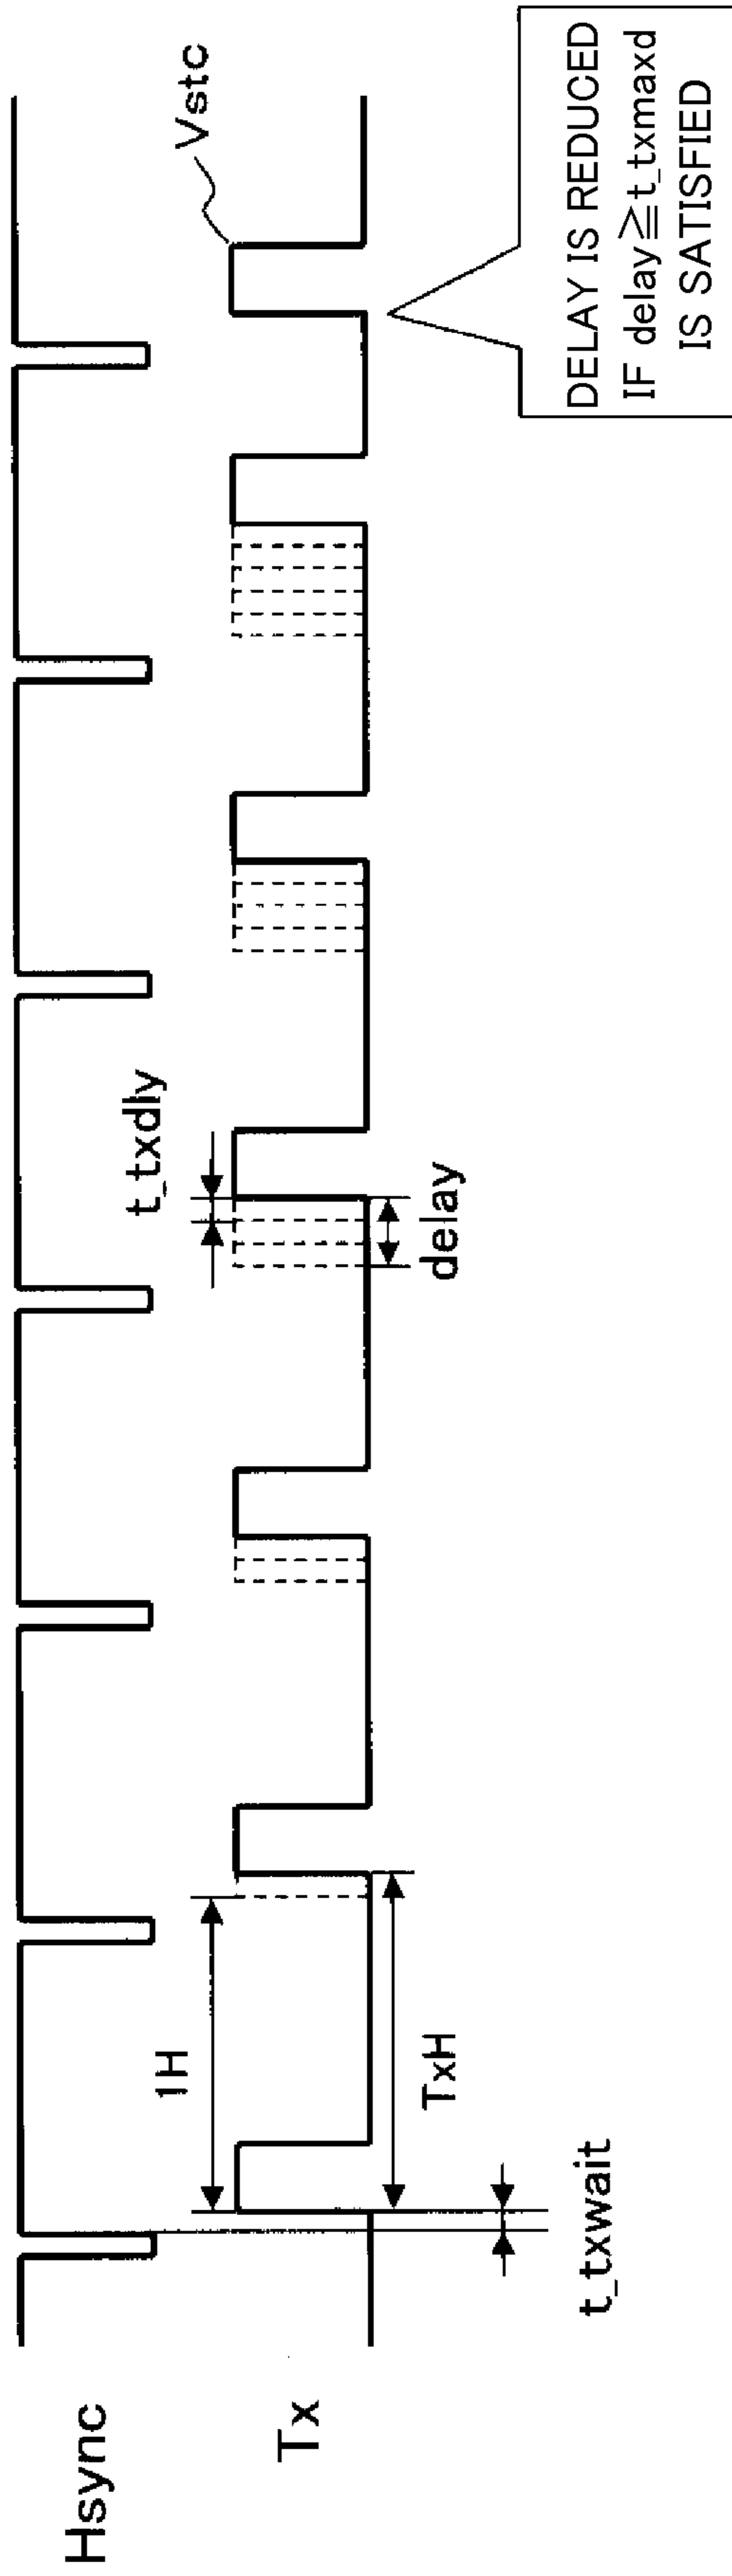 Hsync
Tx
t_txwait
1H
TxH
t_txdly
delay
Vstc
DELAY IS REDUCED
IF delay≧t_txmaxd
IS SATISFIED